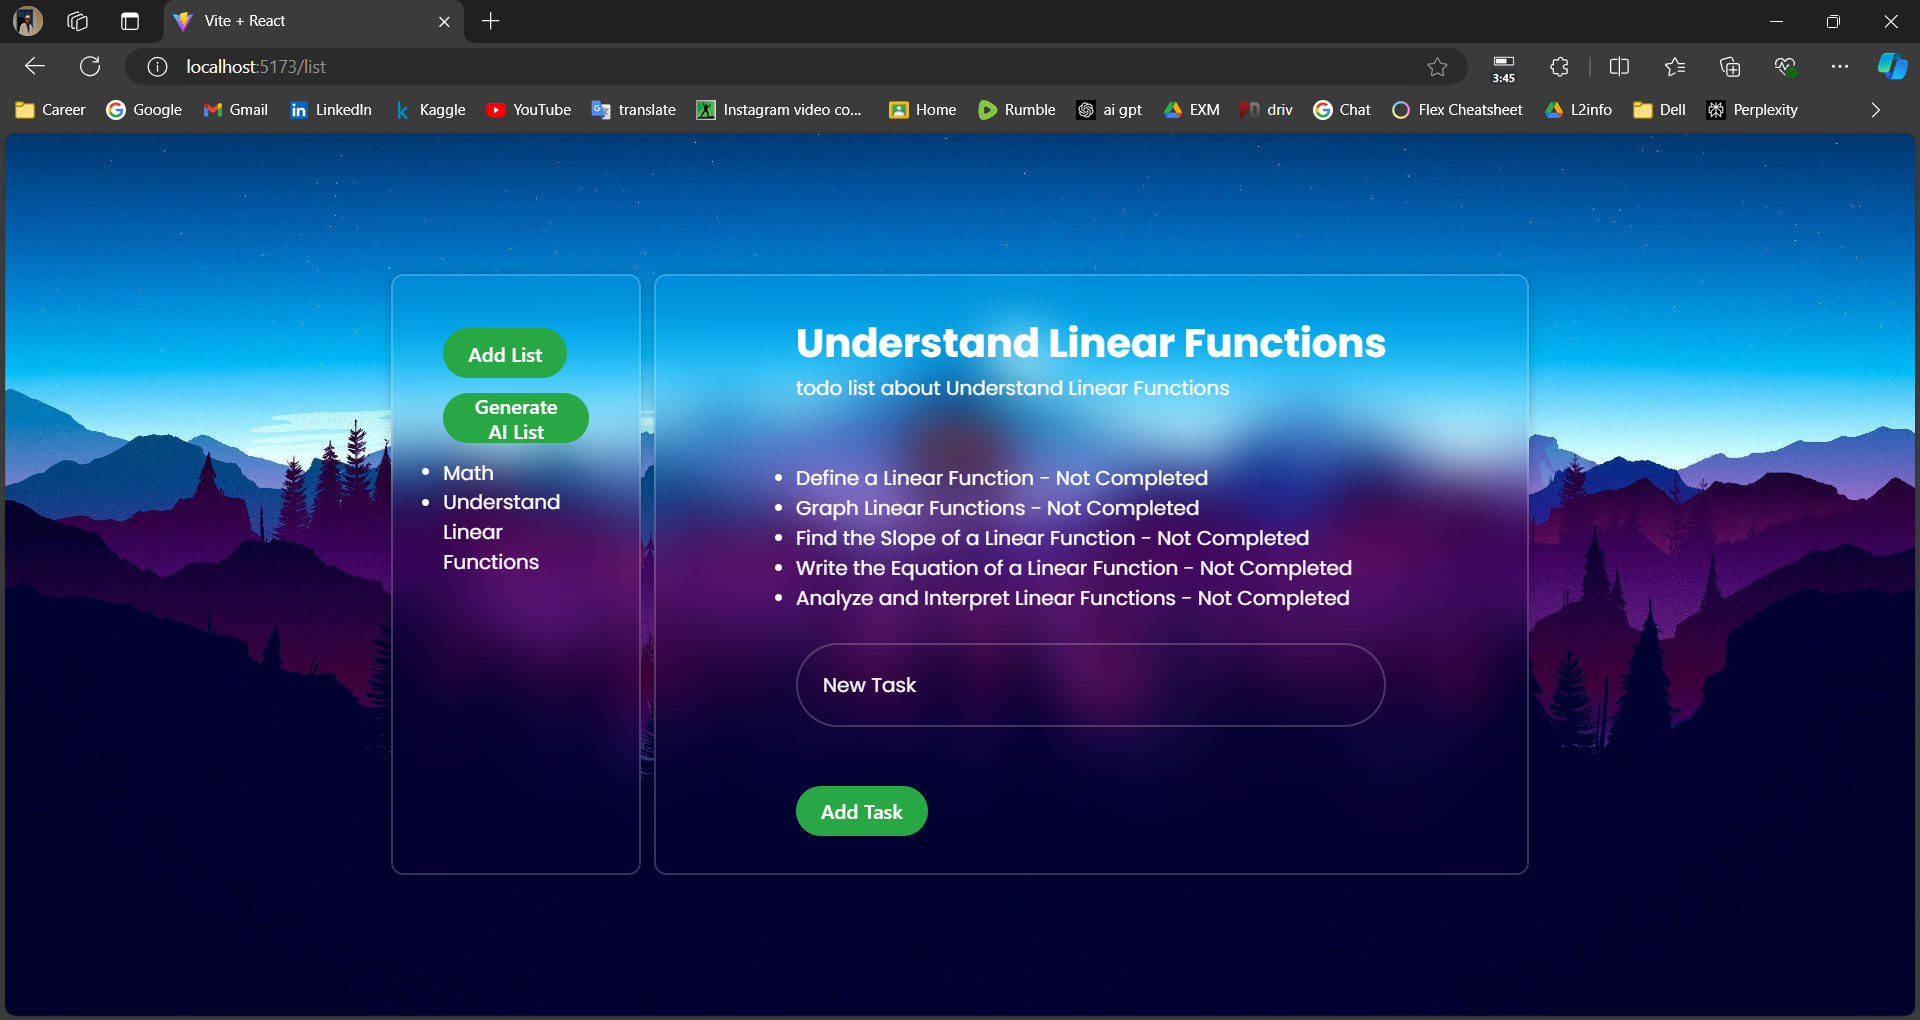 Vite + React
localhost:5173/list
3:45
Career
Google
Gmail
LinkedIn
Kaggle
YouTube
translate
Instagram video co...
Home
Rumble
ai gpt
EXM
driv
Chat
Flex Cheatsheet
L2info
Dell
Perplexity
Add List
Generate
AI List
Math
Understand
Linear
Functions
Understand Linear Functions
todo list about Understand Linear Functions
Define a Linear Function - Not Completed
Graph Linear Functions - Not Completed
Find the Slope of a Linear Function - Not Completed
Write the Equation of a Linear Function - Not Completed
Analyze and Interpret Linear Functions - Not Completed
New Task
Add Task